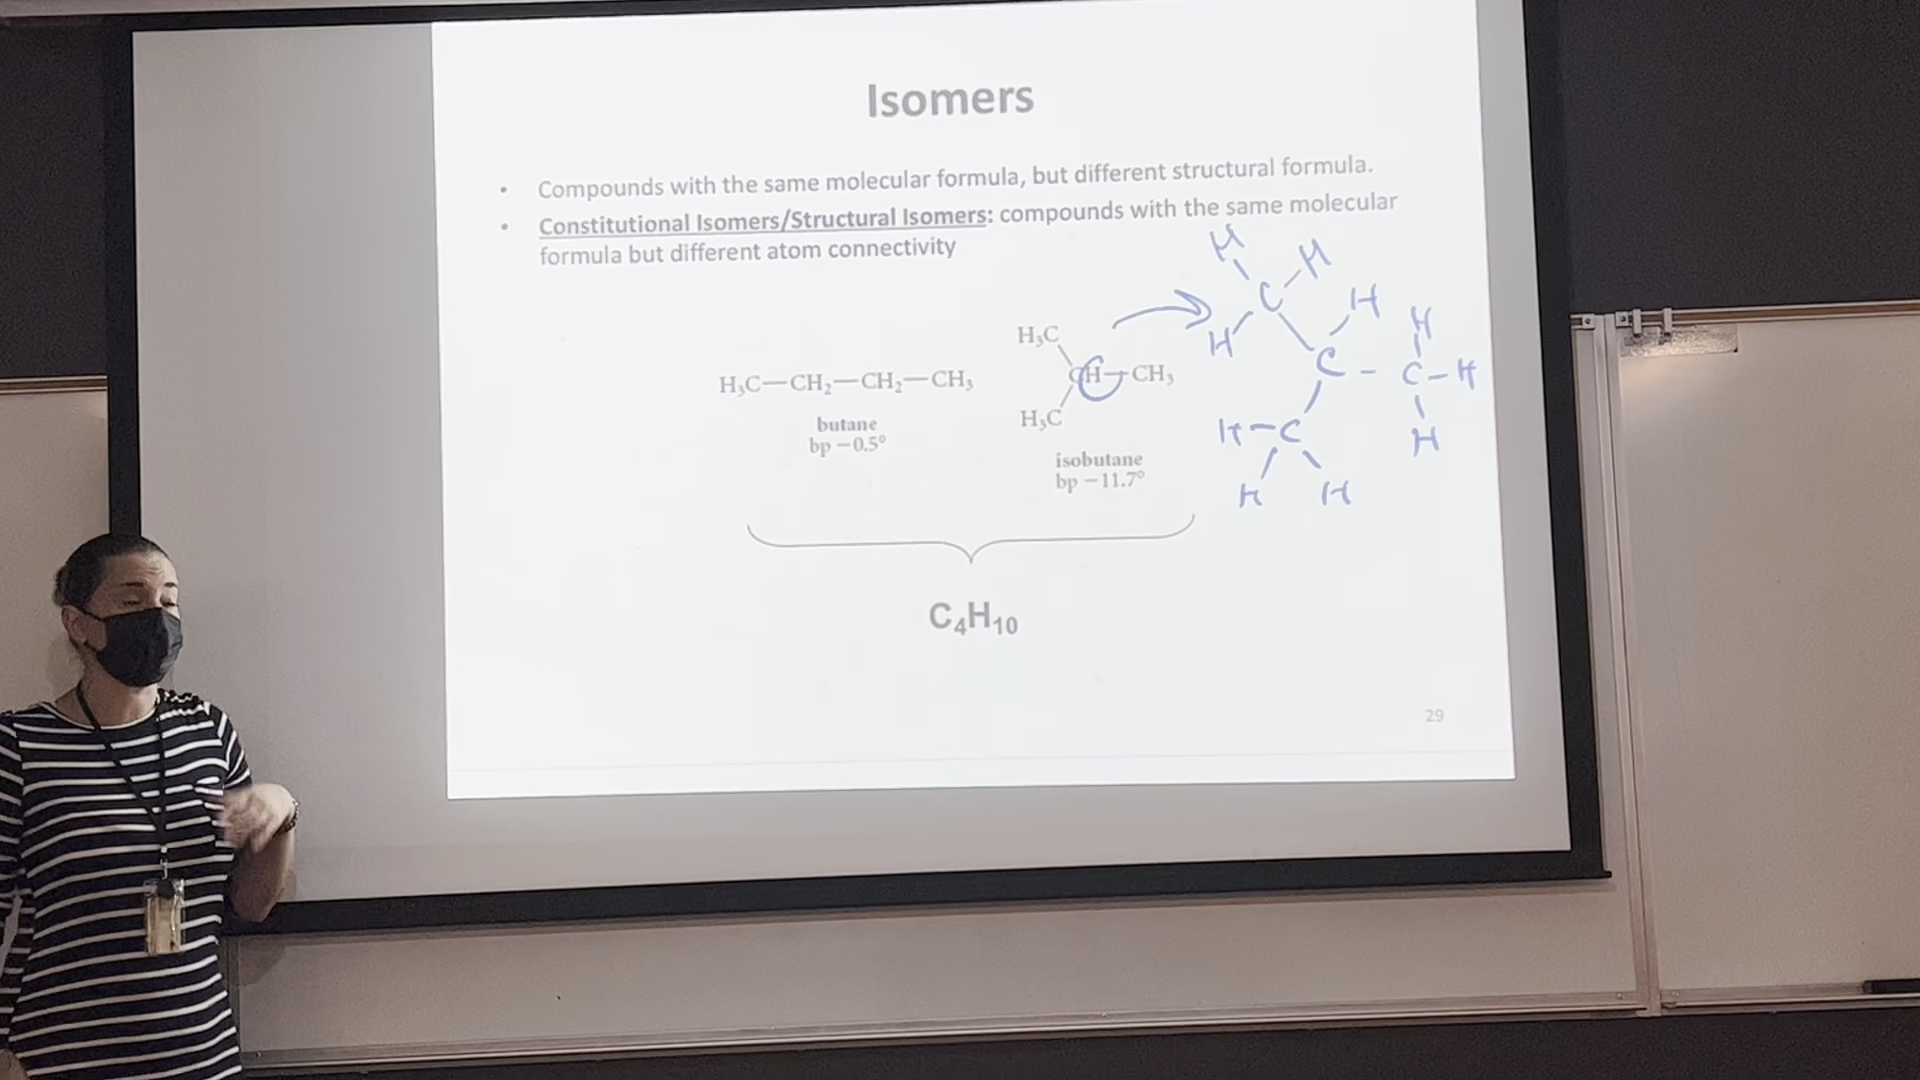 Isomers
• Compounds with the same molecular formula, but different structural formula.
• Constitutional Isomers/Structural Isomers: compounds with the same molecular
formula but different atom connectivity
H₃C—CH₂—CH₂—CH₃
butane
bp −0.5°
H₃C
CH—CH₃
H₃C
isobutane
bp −11.7°
H
H
C
H
H
H
C – C – H
H – C
H
H
H
C₄H₁₀
29